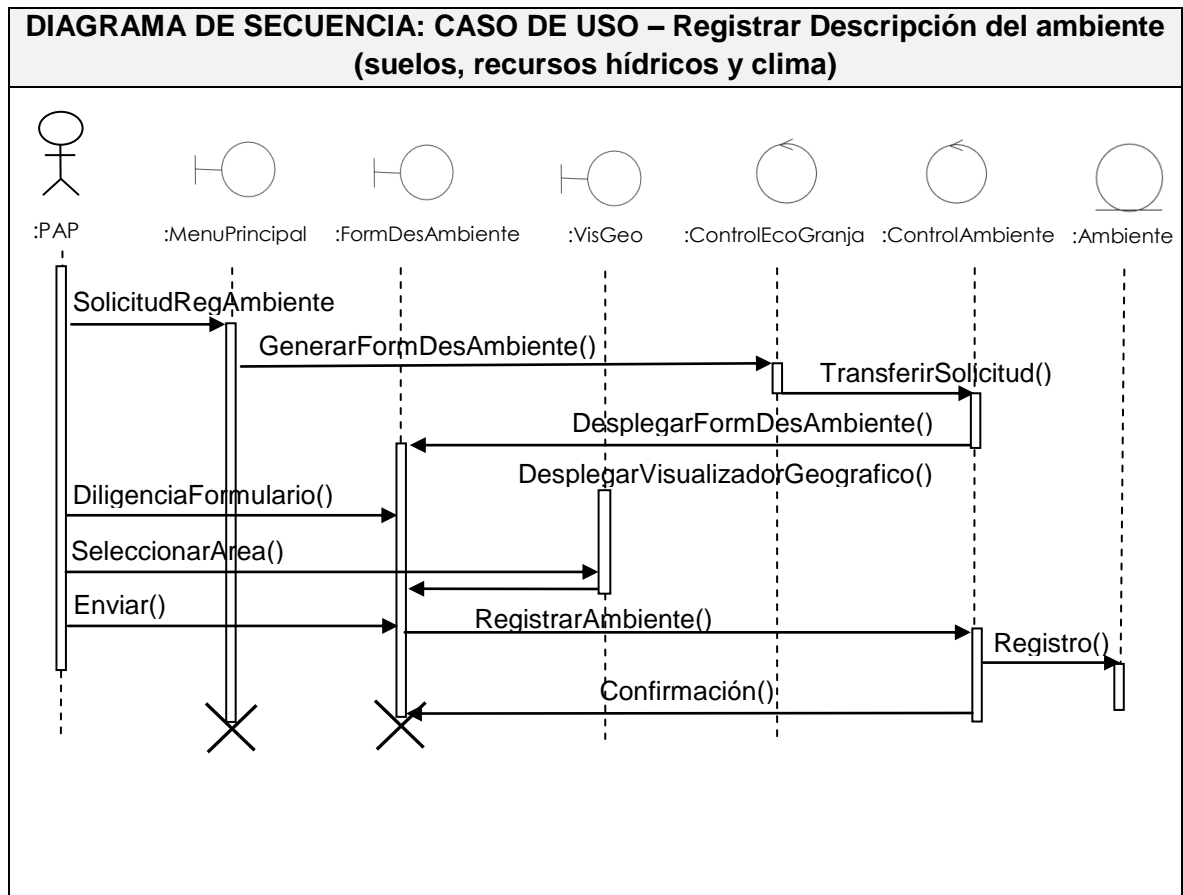 DIAGRAMA DE SECUENCIA: CASO DE USO – Registrar Descripción del ambiente
(suelos, recursos hídricos y clima)
:PAP
:MenuPrincipal
:FormDesAmbiente
:VisGeo
:ControlEcoGranja
:ControlAmbiente
:Ambiente
SolicitudRegAmbiente
GenerarFormDesAmbiente()
TransferirSolicitud()
DesplegarFormDesAmbiente()
DesplegarVisualizadorGeografico()
DiligenciaFormulario()
SeleccionarArea()
Enviar()
RegistrarAmbiente()
Registro()
Confirmación()